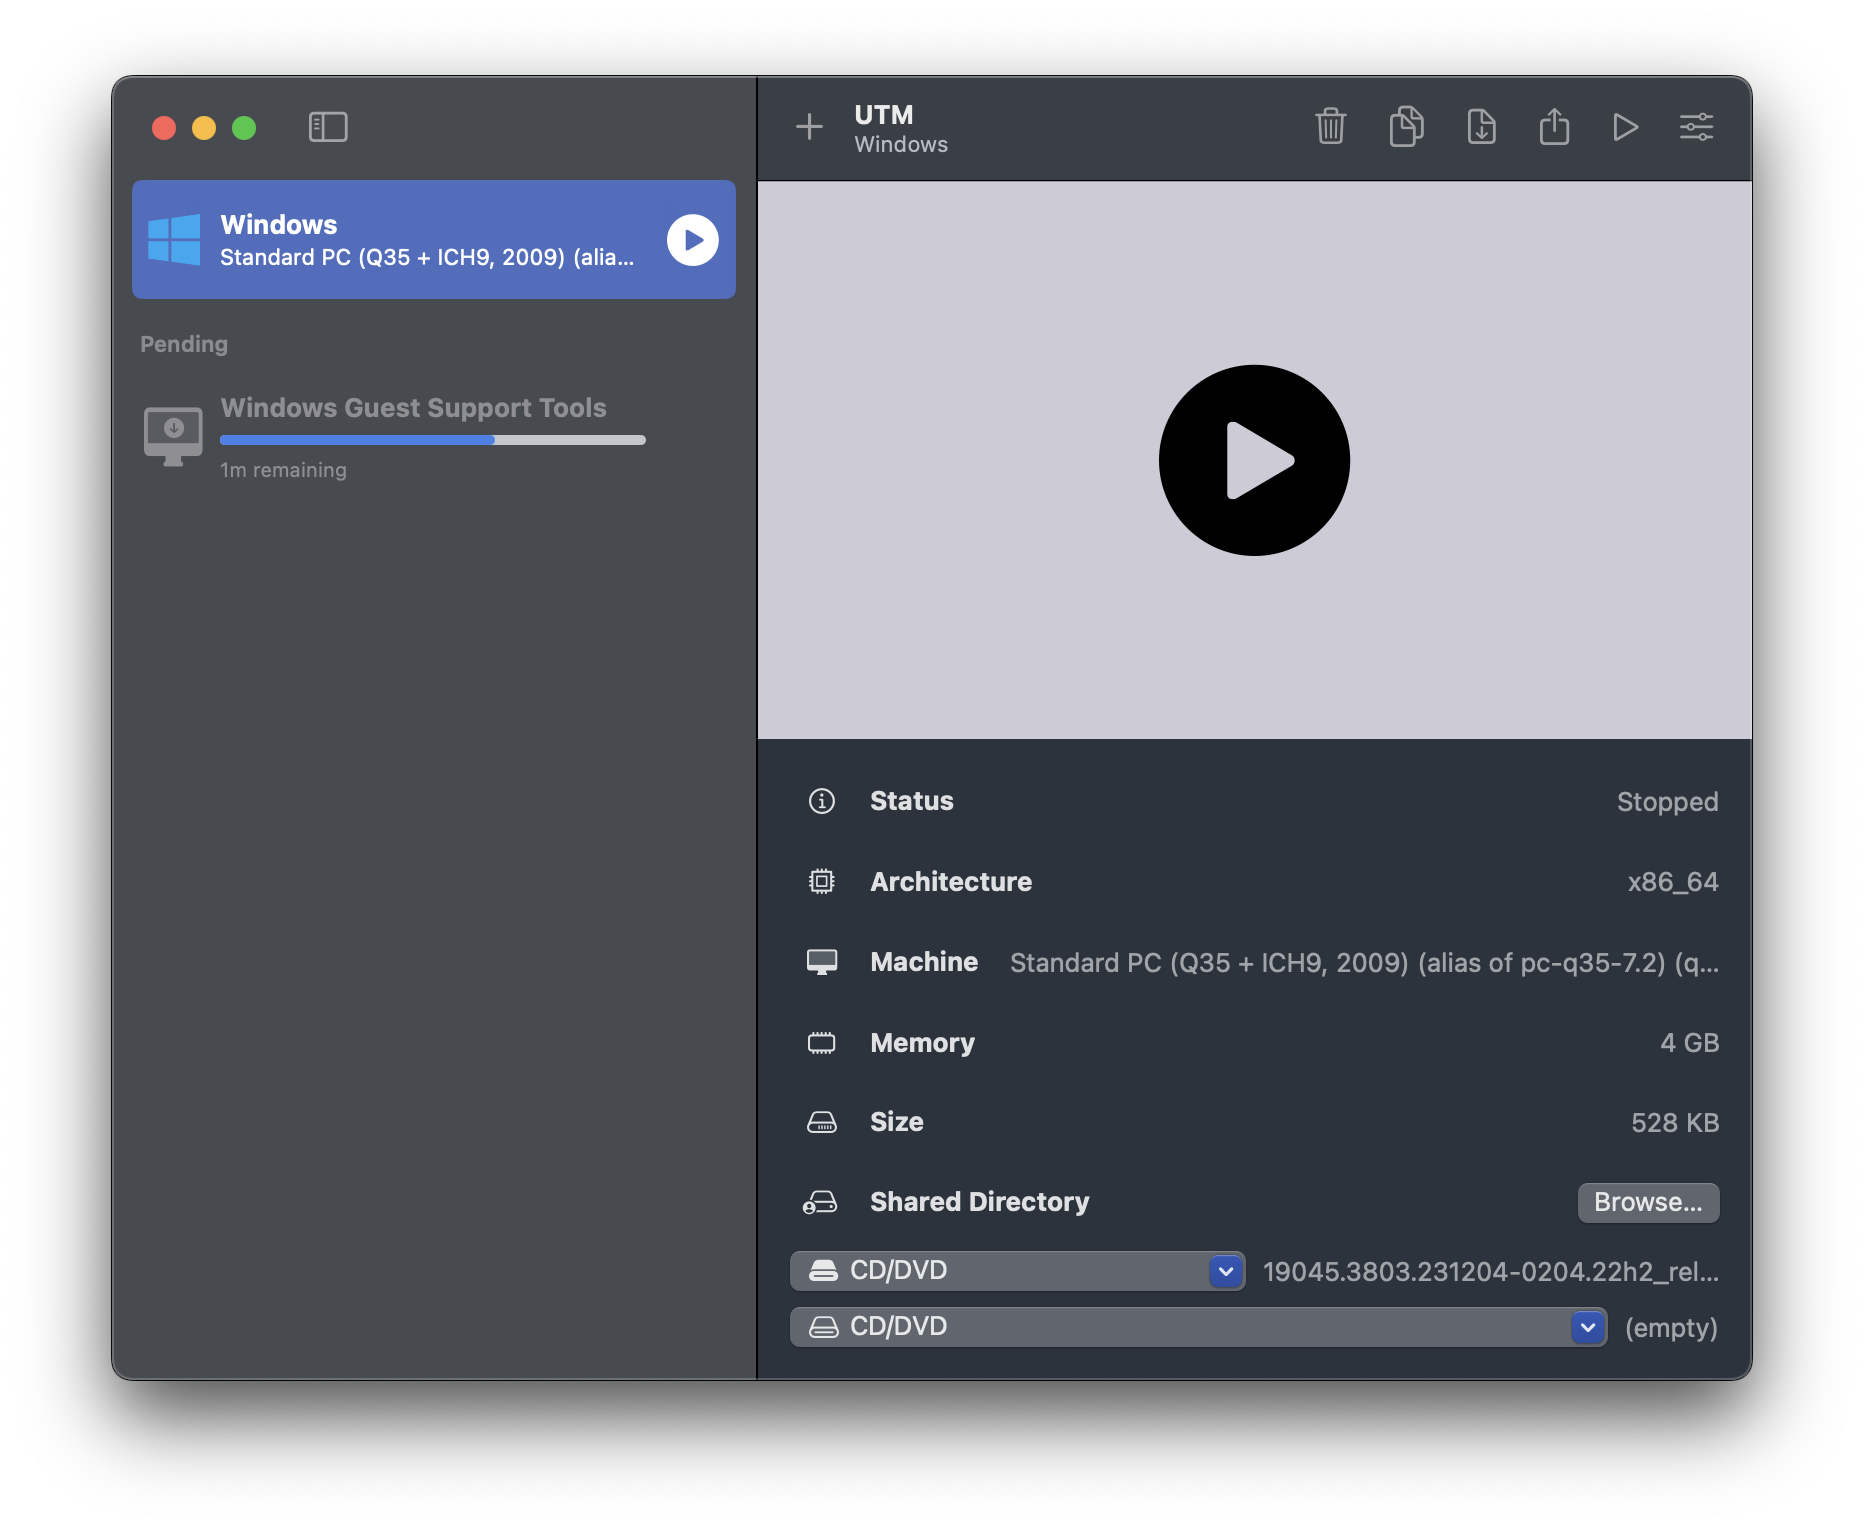 Windows
Standard PC (Q35 + ICH9, 2009) (alia...
Pending
Windows Guest Support Tools
1m remaining
UTM
Windows
Status Stopped
Architecture x86_64
Machine Standard PC (Q35 + ICH9, 2009) (alias of pc-q35-7.2) (q...
Memory 4 GB
Size 528 KB
Shared Directory Browse...
CD/DVD 19045.3803.231204-0204.22h2_rel...
CD/DVD (empty)